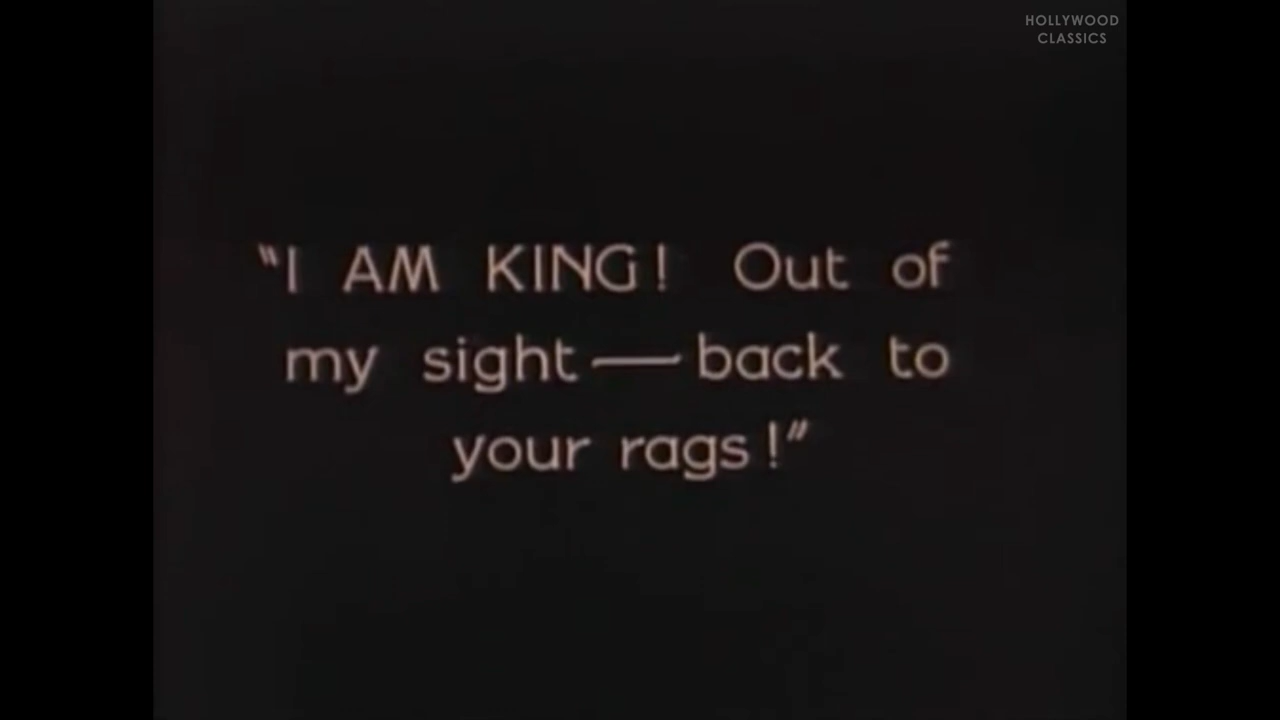 HOLLYWOOD
CLASSICS
"I AM KING! Out of
my sight—back to
your rags!"